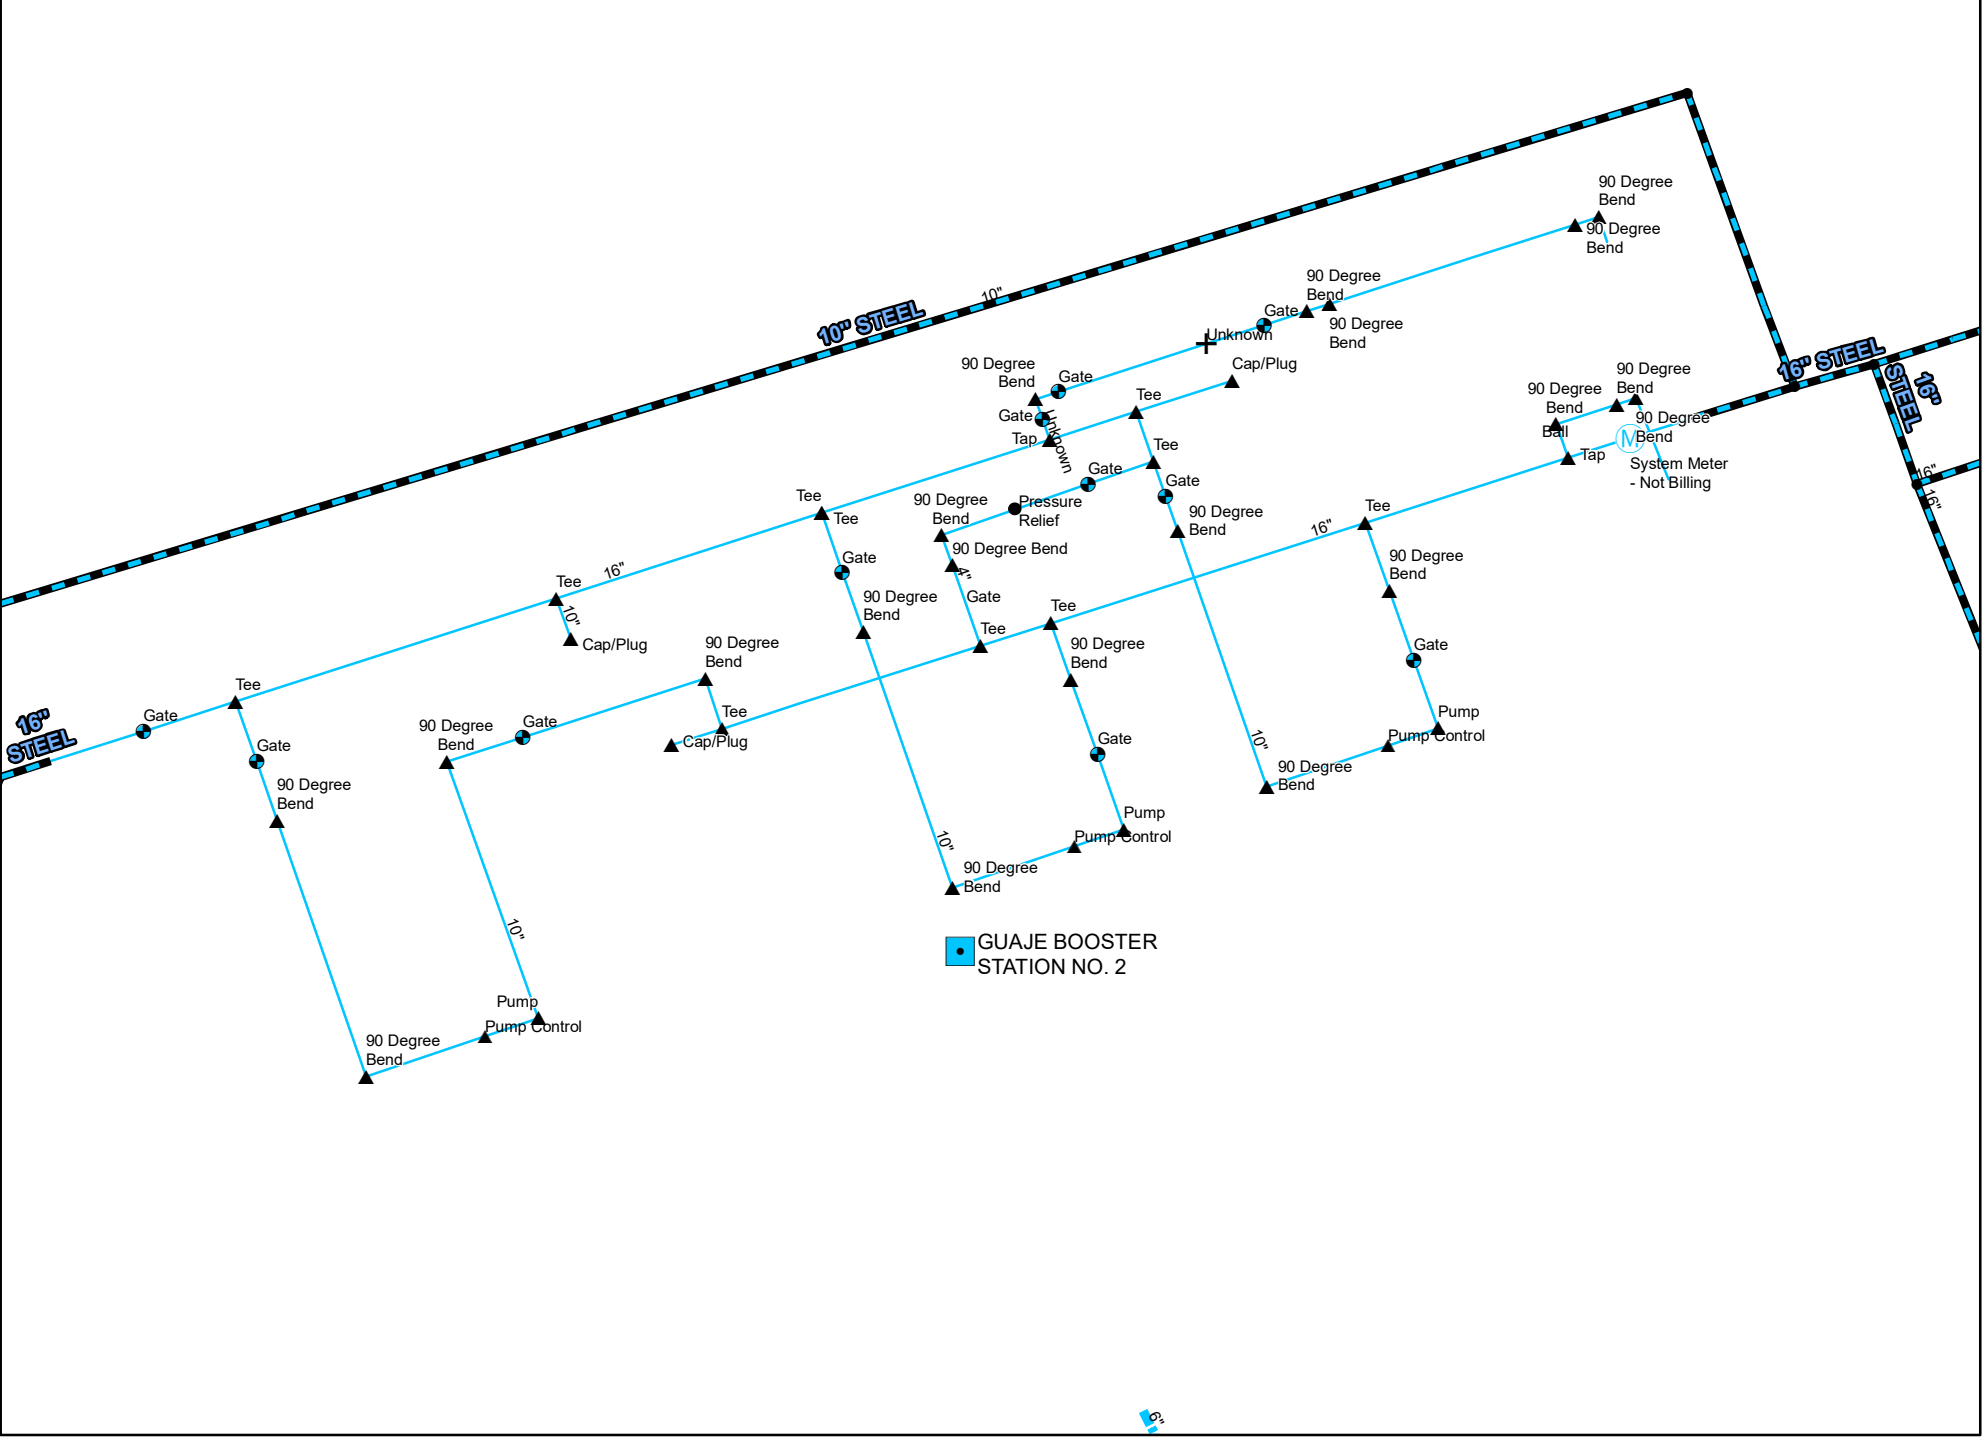 90 Degree
Bend
90 Degree
Bend
10"
10" STEEL
90 Degree
Bend
Gate
90 Degree
Bend
Unknown
16" STEEL
16"
STEEL
Cap/Plug
90 Degree
Bend
Gate
Tee
Gate
Unknown
Tap
90 Degree
Bend
90 Degree
Bend
Ball
90 Degree
Bend
M
Tap
System Meter
- Not Billing
16"
16"
Tee
Gate
Gate
Pressure
Relief
90 Degree
Bend
90 Degree
Bend
90 Degree Bend
4"
Gate
Tee
Tee
Tee
16"
Tee
Gate
90 Degree
Bend
90 Degree
Bend
Gate
Pump
Pump Control
Tee
16"
10"
Cap/Plug
Tee
90 Degree
Bend
Gate
Pump
Pump Control
10"
90 Degree
Bend
90 Degree
Bend
Tee
Cap/Plug
90 Degree
Bend
Gate
Tee
Gate
16"
STEEL
Gate
90 Degree
Bend
10"
90 Degree
Bend
10"
GUAJE BOOSTER
STATION NO. 2
Pump
Pump Control
90 Degree
Bend
6"